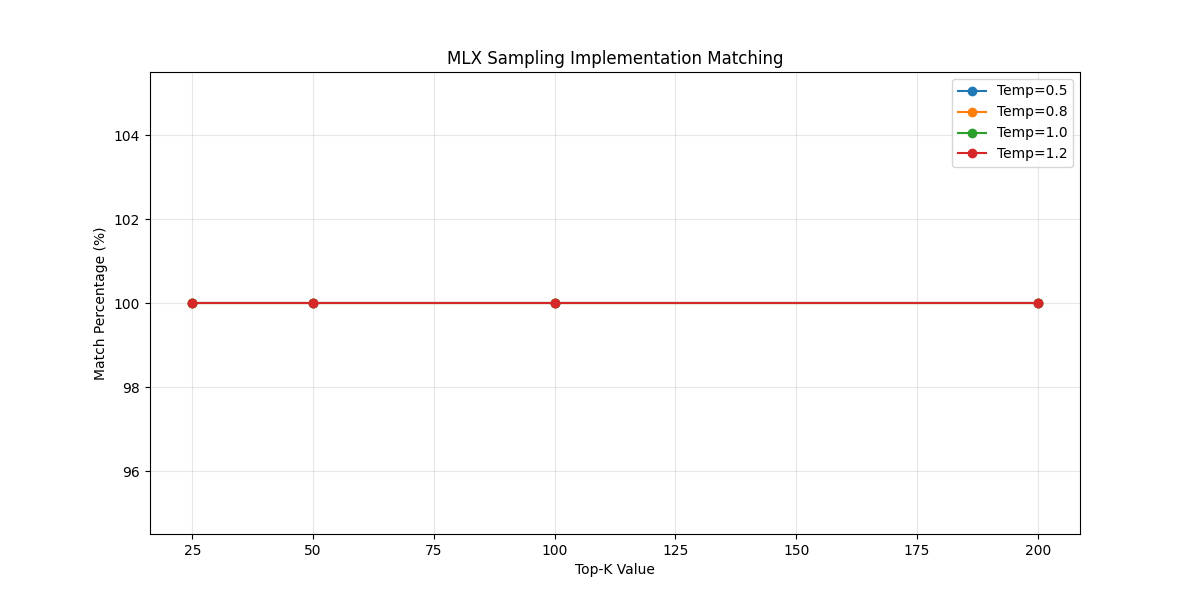 MLX Sampling Implementation Matching
Temp=0.5
Temp=0.8
Temp=1.0
Temp=1.2
Match Percentage (%)
104
102
100
98
96
25 50 75 100 125 150 175 200
Top-K Value